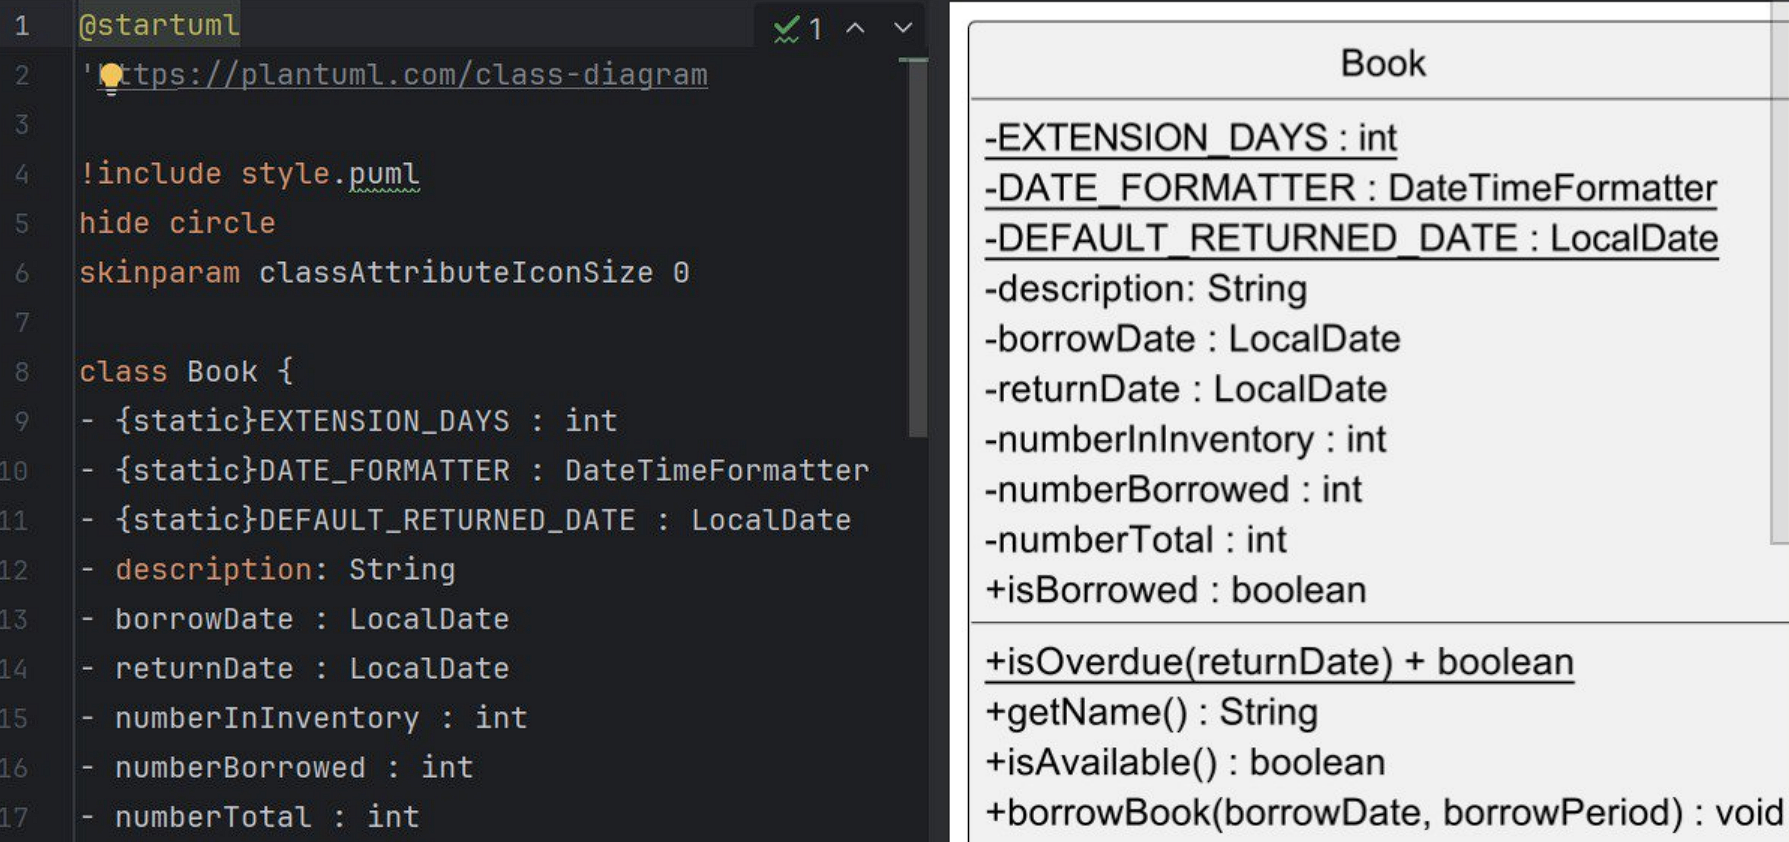 1 @startuml
2 'https://plantuml.com/class-diagram
3
4 !include style.puml
5 hide circle
6 skinparam classAttributeIconSize 0
7
8 class Book {
9 - {static}EXTENSION_DAYS : int
10 - {static}DATE_FORMATTER : DateTimeFormatter
11 - {static}DEFAULT_RETURNED_DATE : LocalDate
12 - description: String
13 - borrowDate : LocalDate
14 - returnDate : LocalDate
15 - numberInInventory : int
16 - numberBorrowed : int
17 - numberTotal : int
1
Book
-EXTENSION_DAYS : int
-DATE_FORMATTER : DateTimeFormatter
-DEFAULT_RETURNED_DATE : LocalDate
-description: String
-borrowDate : LocalDate
-returnDate : LocalDate
-numberInInventory : int
-numberBorrowed : int
-numberTotal : int
+isBorrowed : boolean
+isOverdue(returnDate) + boolean
+getName() : String
+isAvailable() : boolean
+borrowBook(borrowDate, borrowPeriod) : void